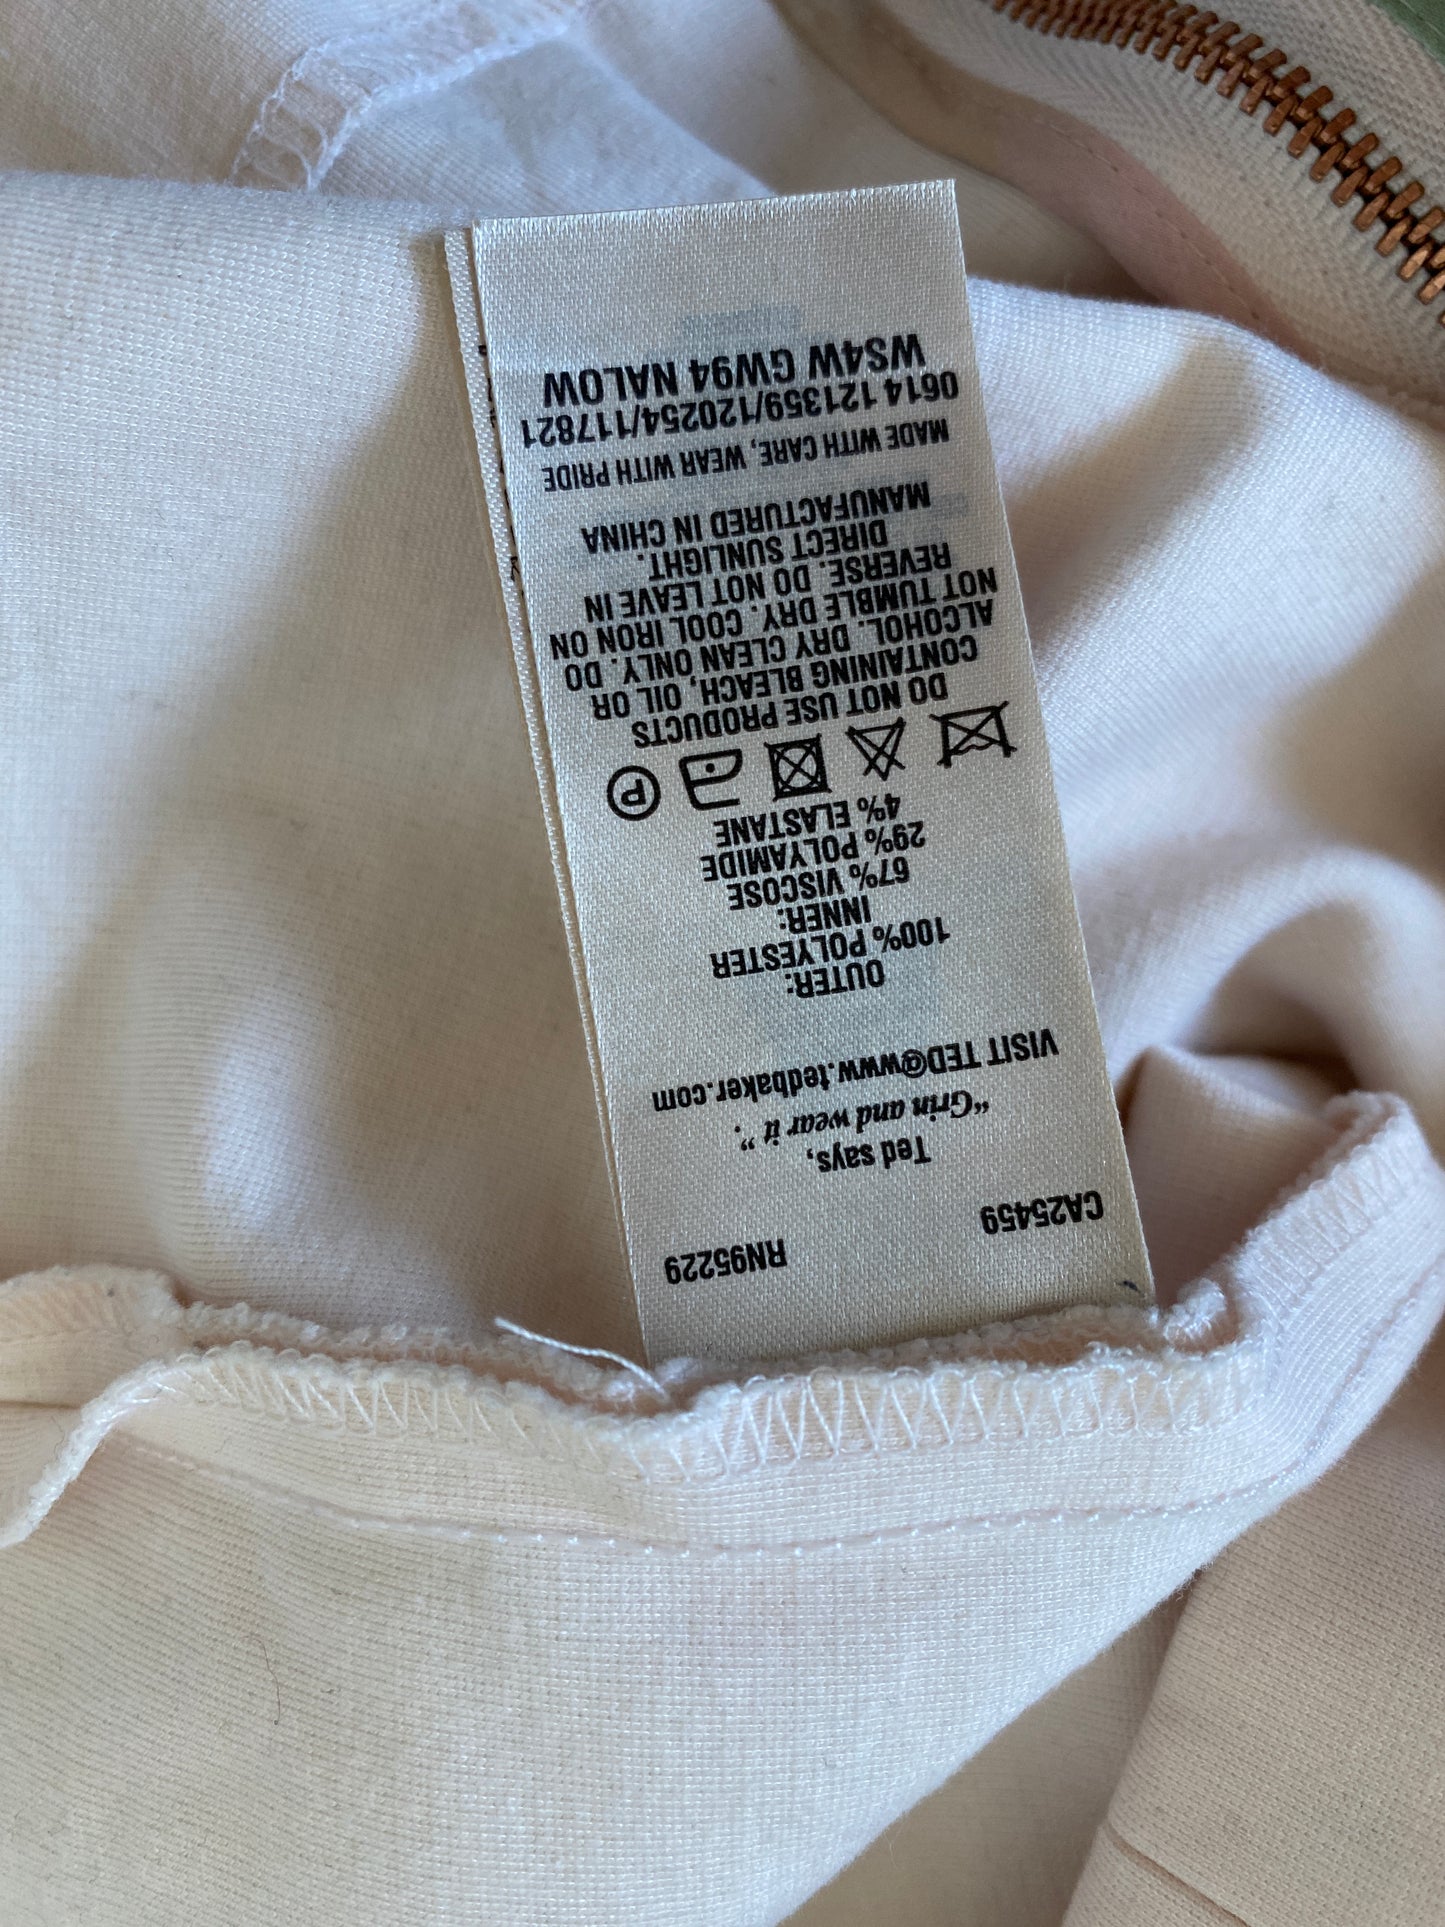 RN95229
CA25459
Ted says,
“Grin and wear it”.
VISIT TED@www.tedbaker.com
OUTER:
100% POLYESTER
INNER:
67% VISCOSE
29% POLYAMIDE
4% ELASTANE
P
DO NOT USE PRODUCTS
CONTAINING BLEACH, OIL OR
ALCOHOL. DRY CLEAN ONLY. DO
NOT TUMBLE DRY. COOL IRON ON
REVERSE. DO NOT LEAVE IN
DIRECT SUNLIGHT.
MANUFACTURED IN CHINA
MADE WITH CARE, WEAR WITH PRIDE
0614 121359/120254/117821
WS4W GW94 NALOW